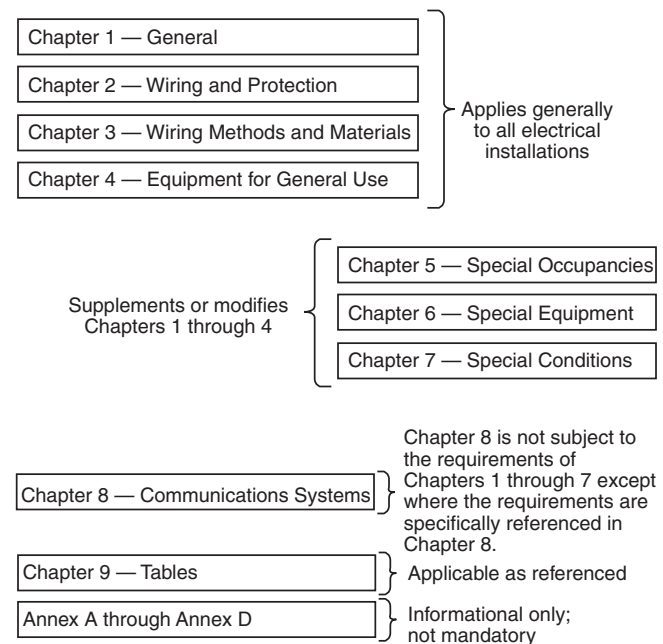 Chapter 1 — General
Chapter 2 — Wiring and Protection
Chapter 3 — Wiring Methods and Materials
Chapter 4 — Equipment for General Use
Applies generally
to all electrical
installations
Supplements or modifies
Chapters 1 through 4
Chapter 5 — Special Occupancies
Chapter 6 — Special Equipment
Chapter 7 — Special Conditions
Chapter 8 — Communications Systems
Chapter 8 is not subject to
the requirements of
Chapters 1 through 7 except
where the requirements are
specifically referenced in
Chapter 8.
Chapter 9 — Tables
Applicable as referenced
Annex A through Annex D
Informational only;
not mandatory